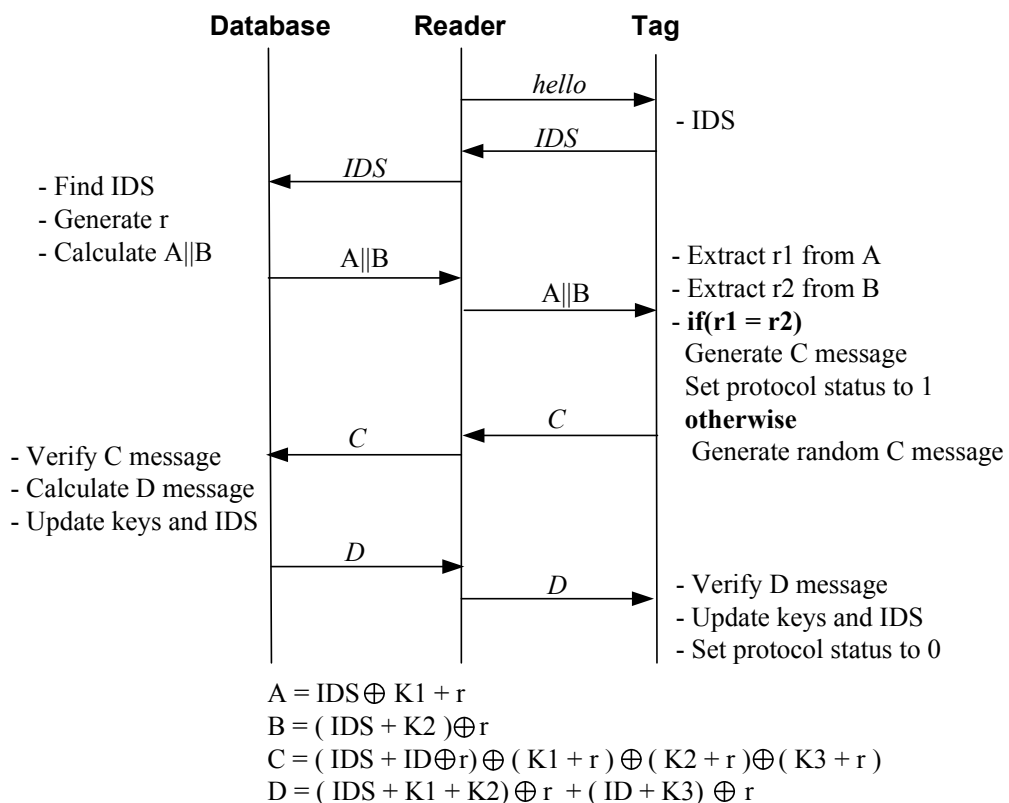 Database Reader Tag
hello
- IDS
IDS
IDS
- Find IDS
- Generate r
- Calculate A||B
A||B
A||B
- Extract r1 from A
- Extract r2 from B
- if(r1 = r2)
Generate C message
Set protocol status to 1
otherwise
Generate random C message
C
C
- Verify C message
- Calculate D message
- Update keys and IDS
D
D
- Verify D message
- Update keys and IDS
- Set protocol status to 0
A = IDS ⊕ K1 + r
B = ( IDS + K2 ) ⊕ r
C = ( IDS + ID ⊕ r) ⊕ ( K1 + r ) ⊕ ( K2 + r ) ⊕ ( K3 + r )
D = ( IDS + K1 + K2) ⊕ r + ( ID + K3) ⊕ r